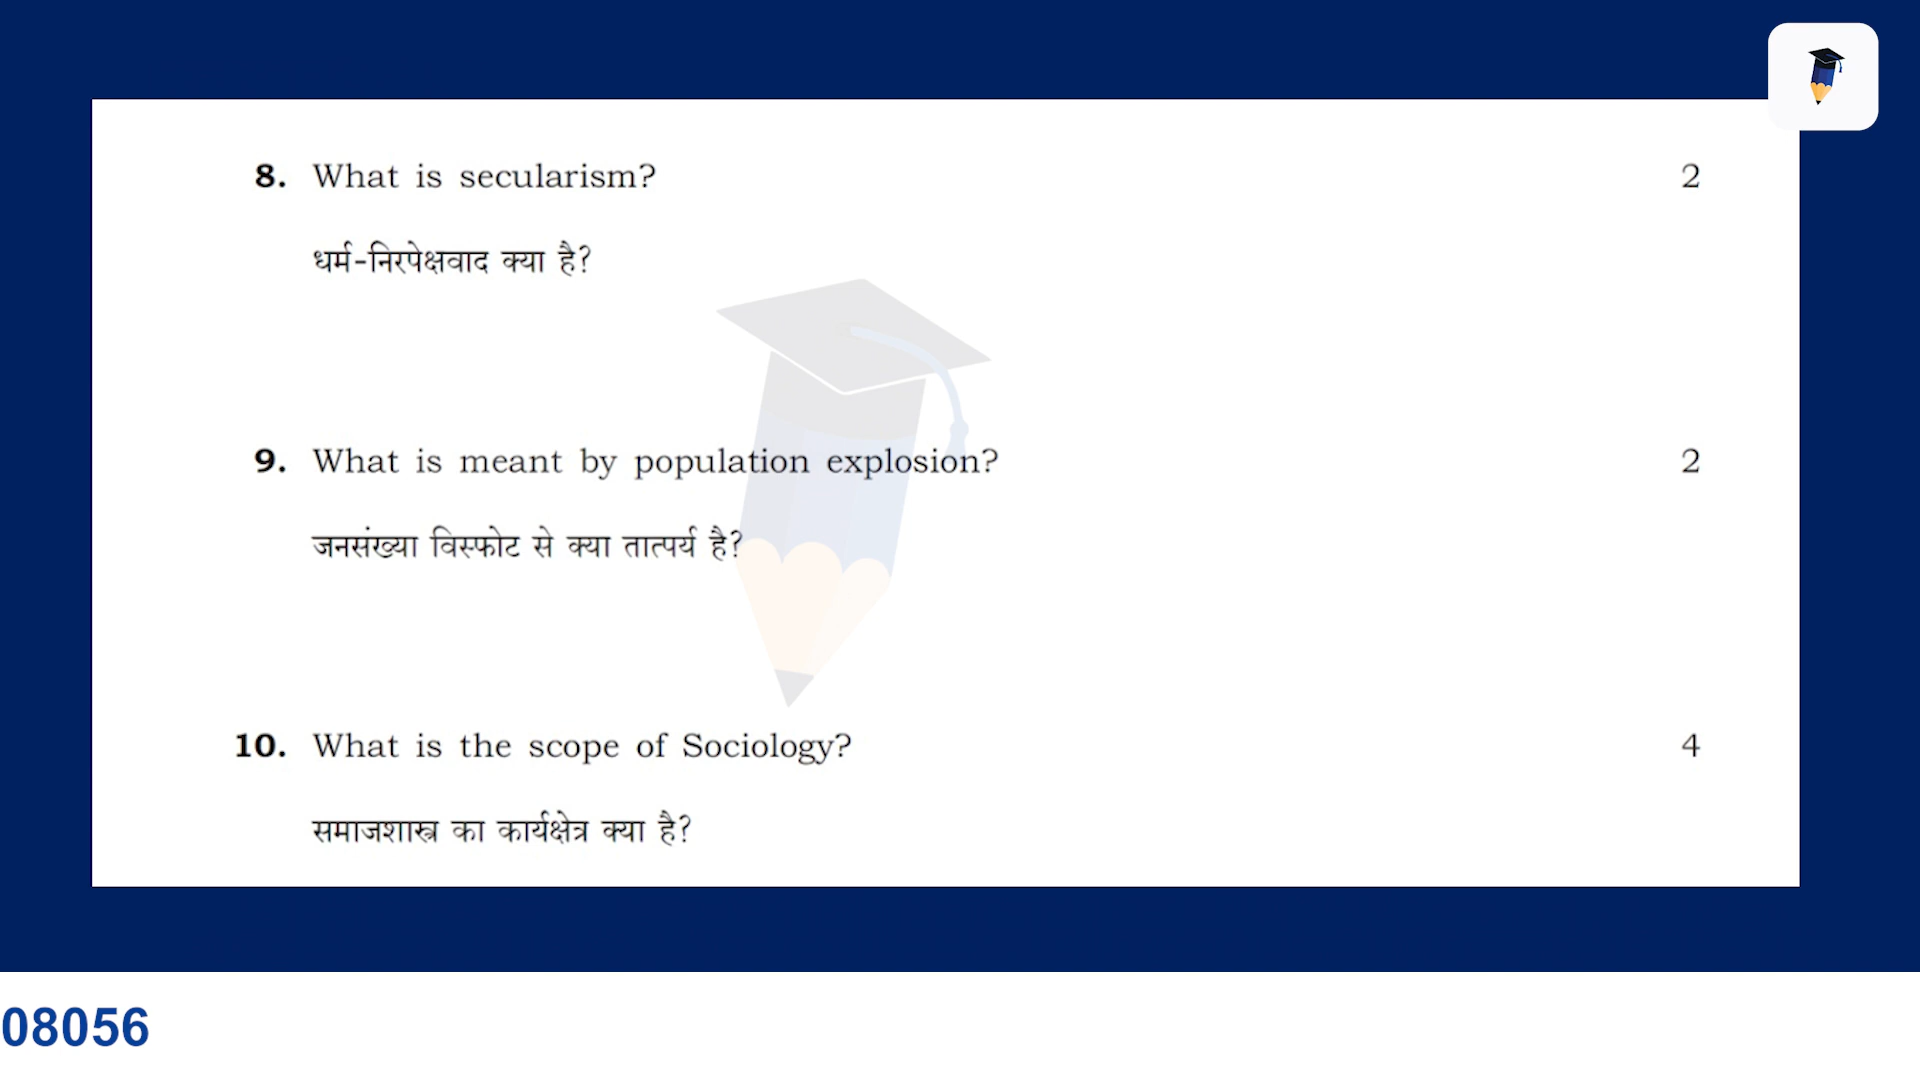 8. What is secularism? 2
धर्म-निरपेक्षवाद क्या है?
9. What is meant by population explosion? 2
जनसंख्या विस्फोट से क्या तात्पर्य है?
10. What is the scope of Sociology? 4
समाजशास्त्र का कार्यक्षेत्र क्या है?
08056